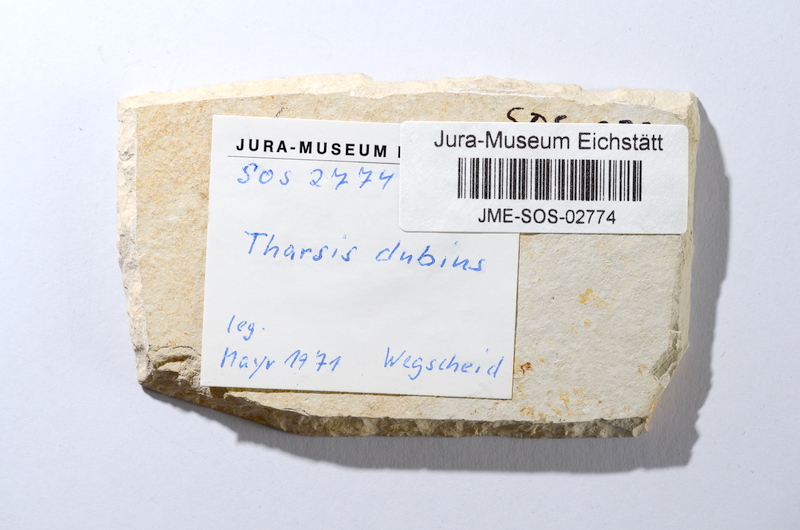 JURA-MUSEUM
SOS 2774
Tharsis dubius
leg.
Mayr 1971 Wegscheid
Jura-Museum Eichstätt
JME-SOS-02774